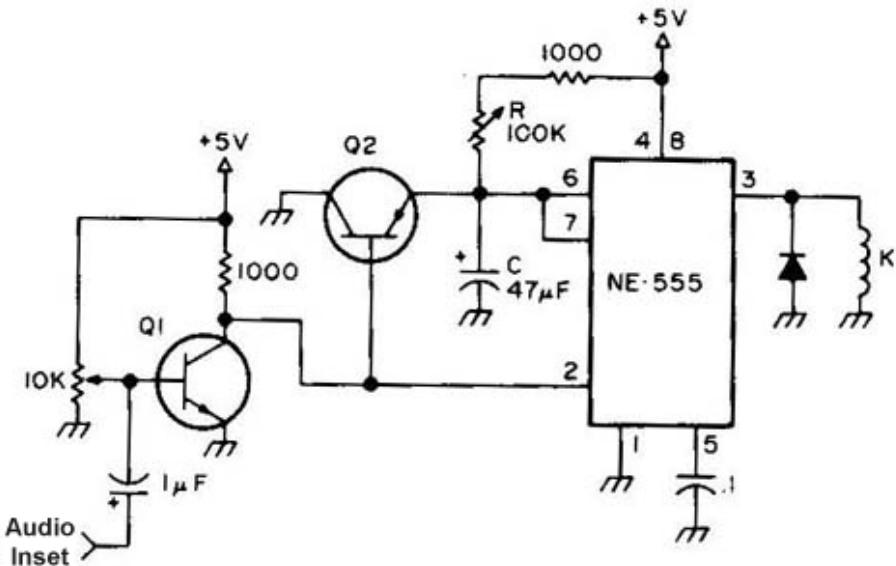 +5V
1000
R
100K
Q2
4 8
+5V
6
3
7
1000
C
+
47μF
NE-555
K
Q1
10K
2
1
5
1μF
+
.1
Audio
Inset